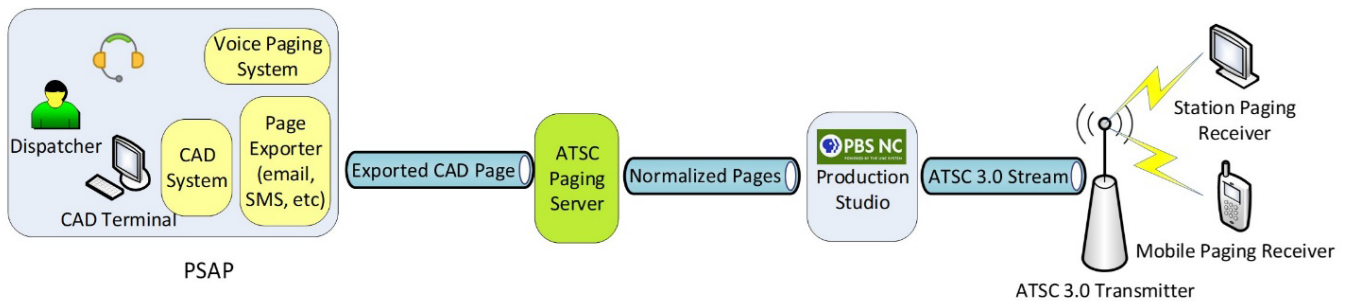 Voice Paging
System
Dispatcher
CAD Terminal
CAD
System
Page
Exporter
(email,
SMS, etc)
PSAP
Exported CAD Page
ATSC
Paging
Server
Normalized Pages
PBS NC
Production
Studio
ATSC 3.0 Stream
Station Paging
Receiver
Mobile Paging Receiver
ATSC 3.0 Transmitter